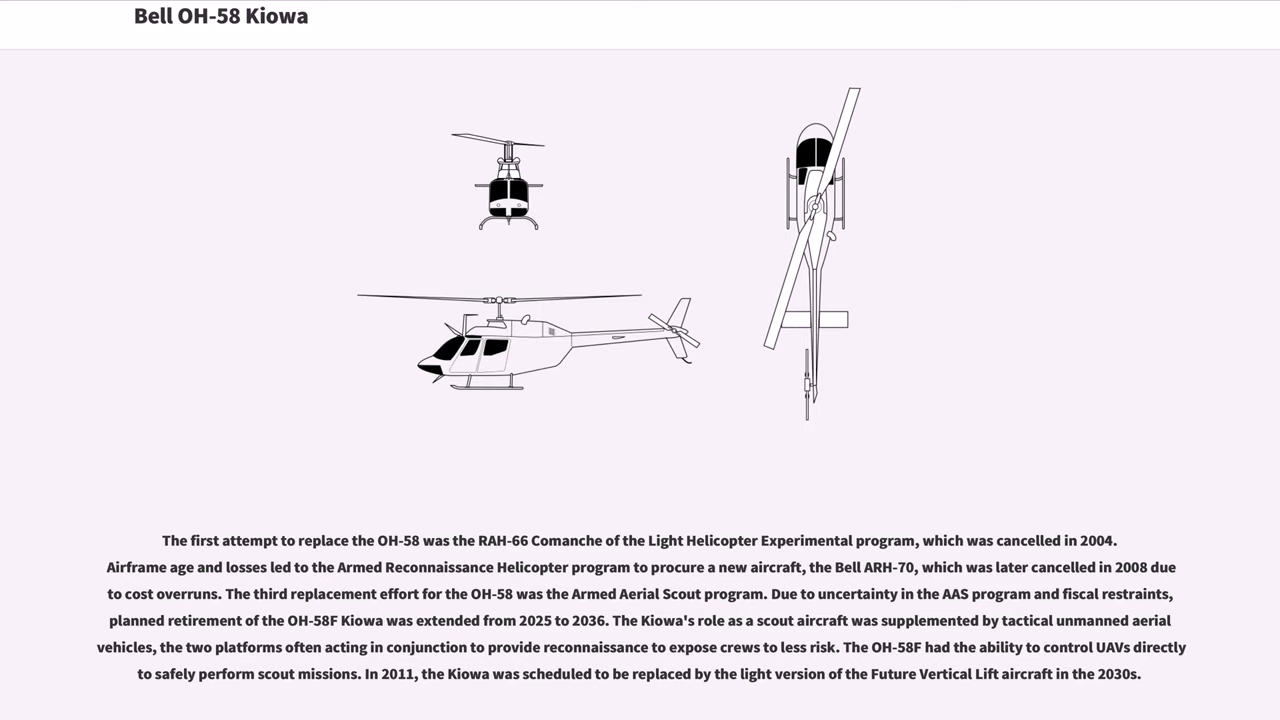 Bell OH-58 Kiowa
The first attempt to replace the OH-58 was the RAH-66 Comanche of the Light Helicopter Experimental program, which was cancelled in 2004.
Airframe age and losses led to the Armed Reconnaissance Helicopter program to procure a new aircraft, the Bell ARH-70, which was later cancelled in 2008 due
to cost overruns. The third replacement effort for the OH-58 was the Armed Aerial Scout program. Due to uncertainty in the AAS program and fiscal restraints,
planned retirement of the OH-58F Kiowa was extended from 2025 to 2036. The Kiowa's role as a scout aircraft was supplemented by tactical unmanned aerial
vehicles, the two platforms often acting in conjunction to provide reconnaissance to expose crews to less risk. The OH-58F had the ability to control UAVs directly
to safely perform scout missions. In 2011, the Kiowa was scheduled to be replaced by the light version of the Future Vertical Lift aircraft in the 2030s.